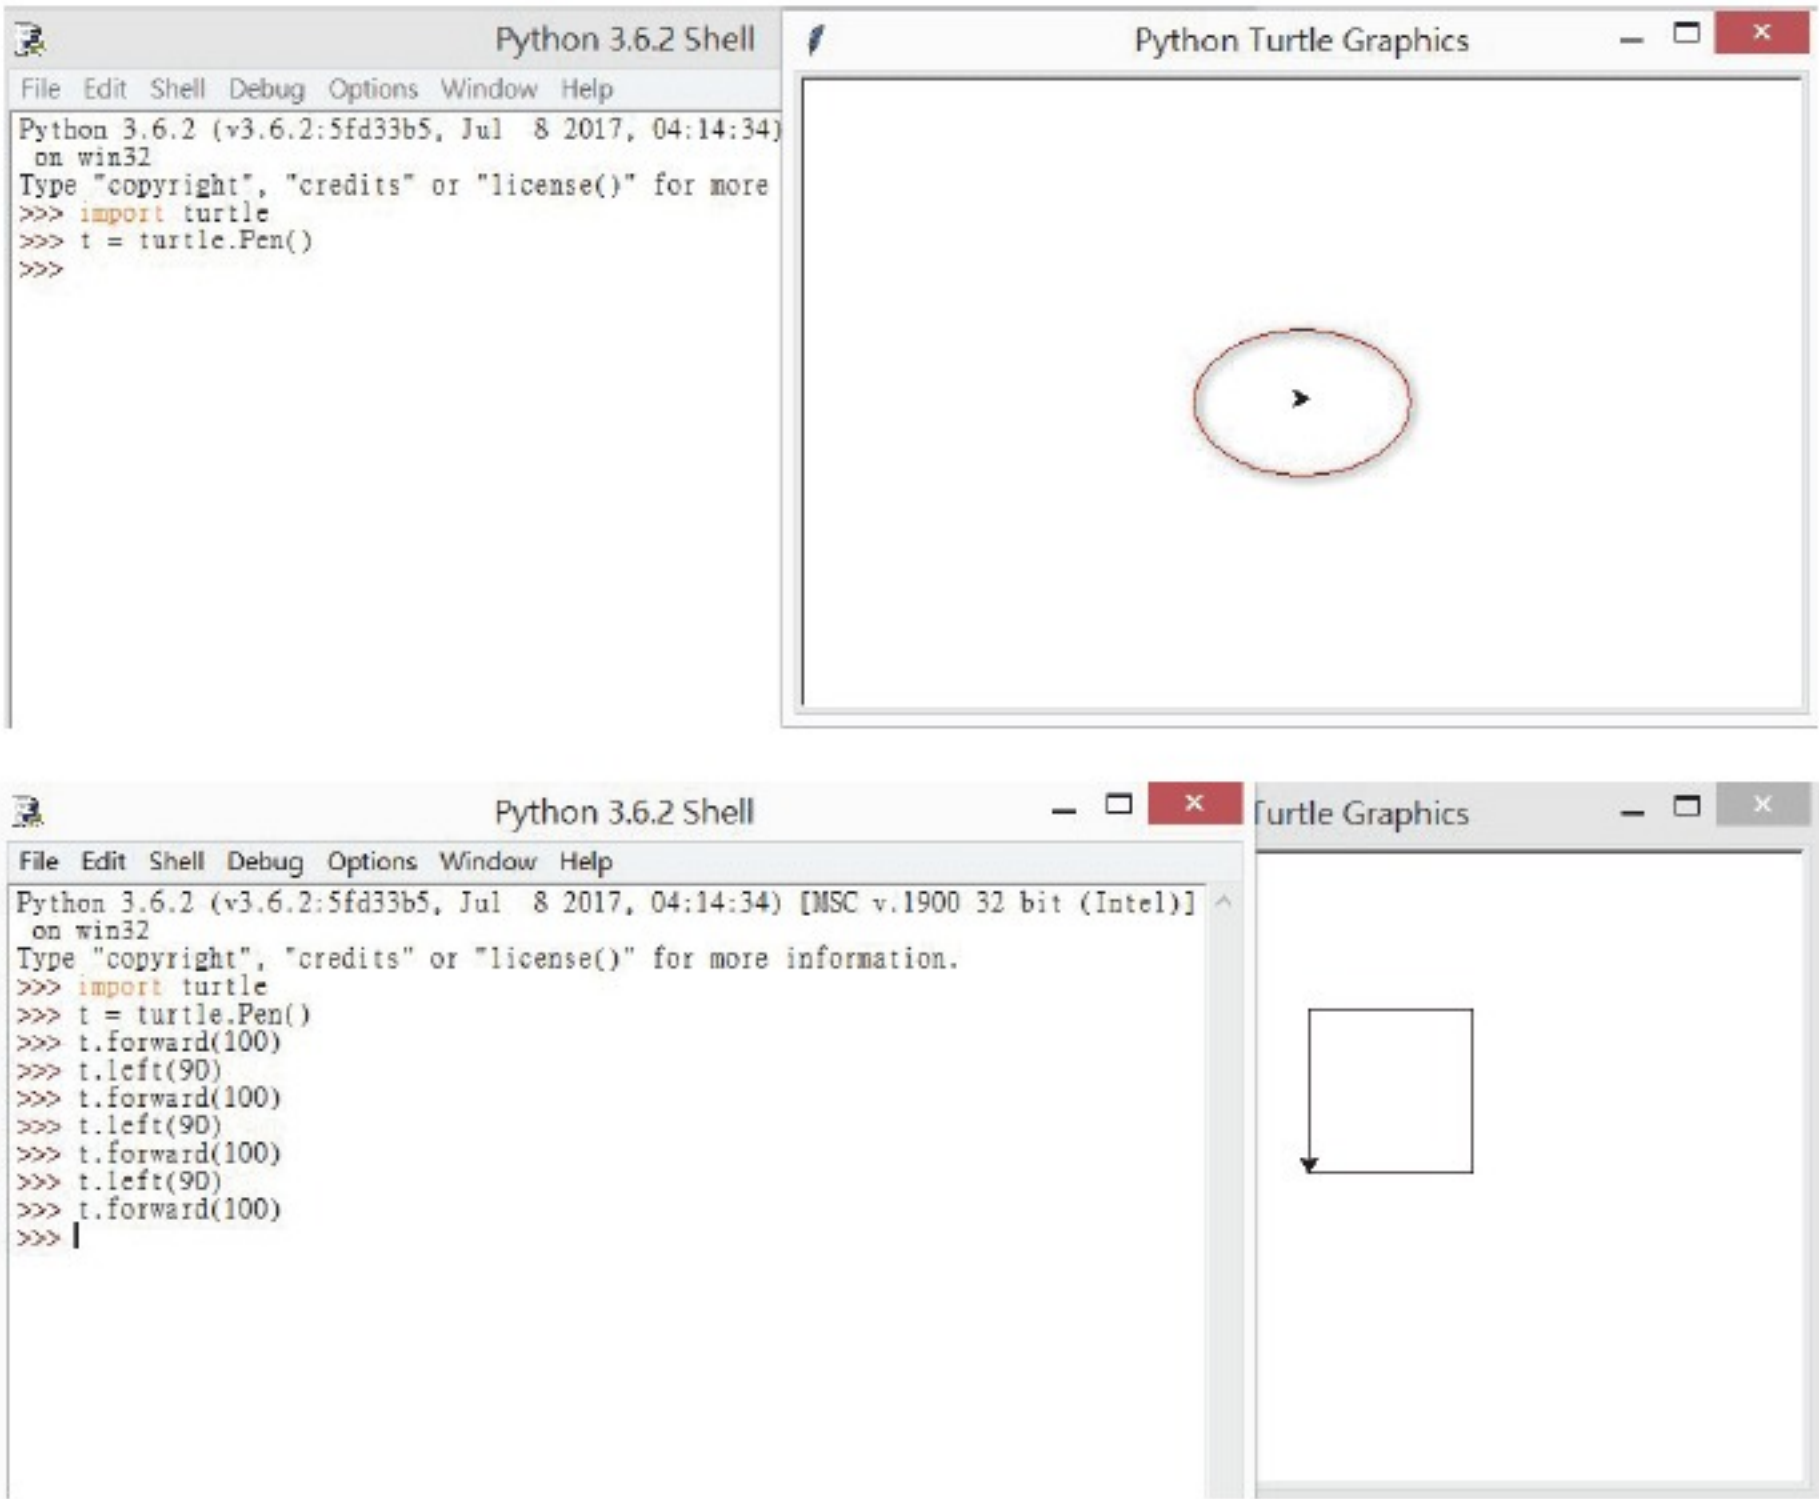 Python 3.6.2 Shell
File Edit Shell Debug Options Window Help
Python 3.6.2 (v3.6.2:5fd33b5, Jul 8 2017, 04:14:34)
on win32
Type "copyright", "credits" or "license()" for more
>>> import turtle
>>> t = turtle.Pen()
>>>
Python Turtle Graphics
Python 3.6.2 Shell
File Edit Shell Debug Options Window Help
Python 3.6.2 (v3.6.2:5fd33b5, Jul 8 2017, 04:14:34) [MSC v.1900 32 bit (Intel)]
on win32
Type "copyright", "credits" or "license()" for more information.
>>> import turtle
>>> t = turtle.Pen()
>>> t.forward(100)
>>> t.left(90)
>>> t.forward(100)
>>> t.left(90)
>>> t.forward(100)
>>> t.left(90)
>>> t.forward(100)
>>>
Turtle Graphics